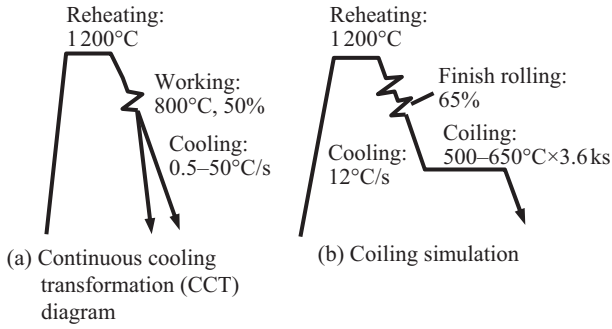 Reheating:
1 200°C
Working:
800°C, 50%
Cooling:
0.5–50°C/s
(a) Continuous cooling
transformation (CCT)
diagram
Reheating:
1 200°C
Finish rolling:
65%
Coiling:
500–650°C×3.6 ks
Cooling:
12°C/s
(b) Coiling simulation